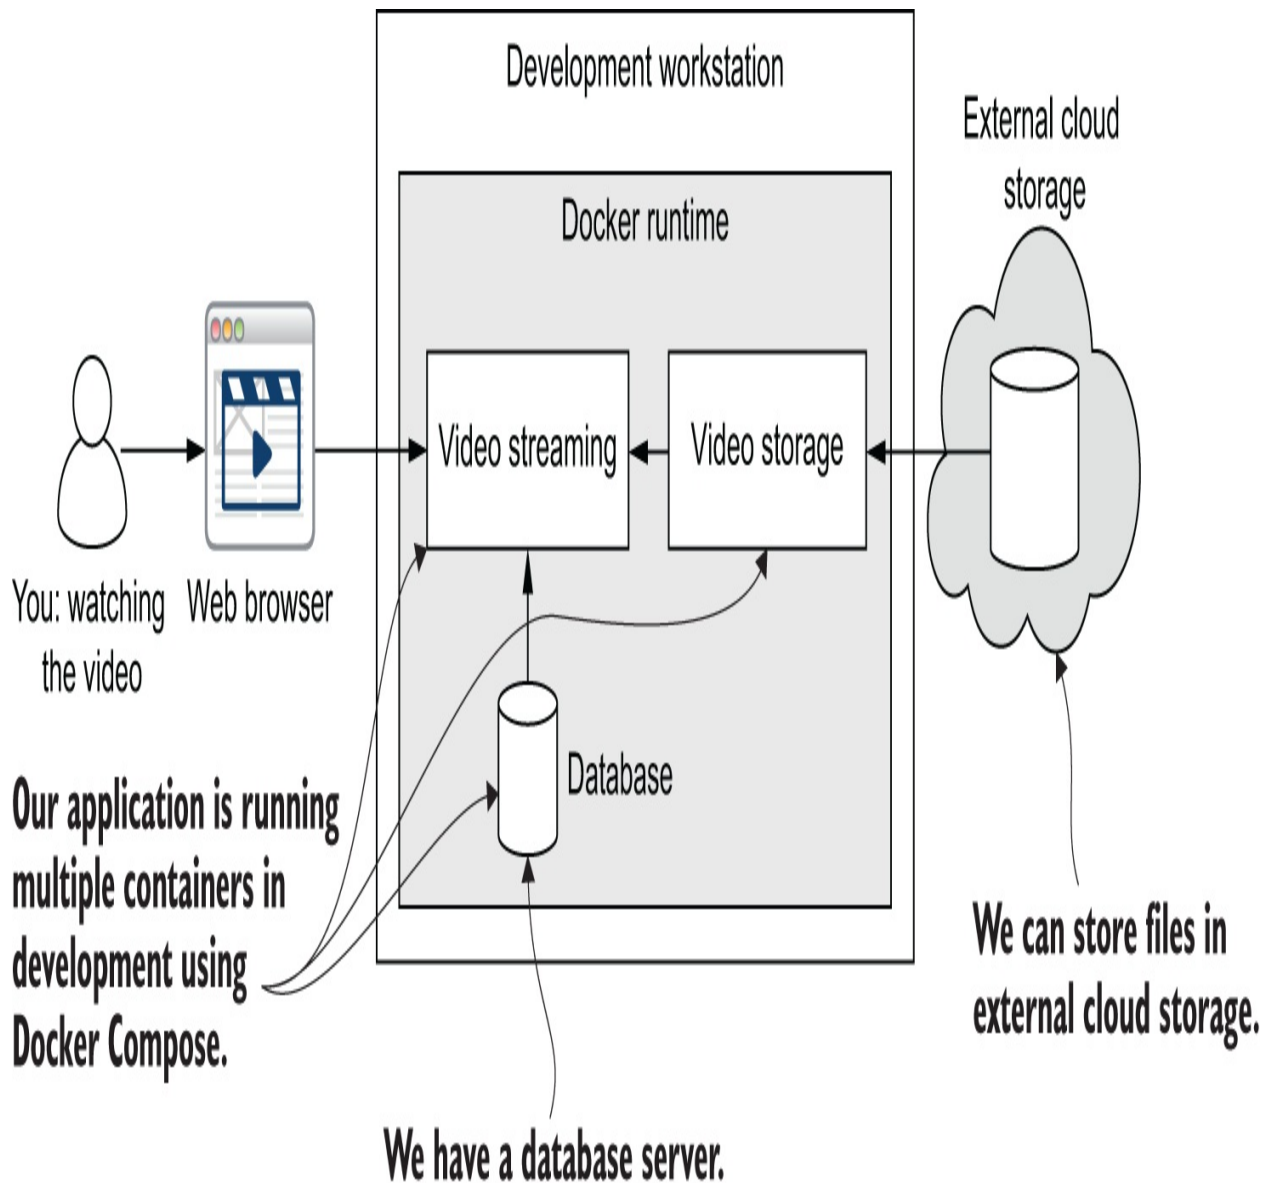 Development workstation
External cloud
storage
Docker runtime
Video streaming
Video storage
You: watching
the video
Web browser
Database
Our application is running
multiple containers in
development using
Docker Compose.
We can store files in
external cloud storage.
We have a database server.